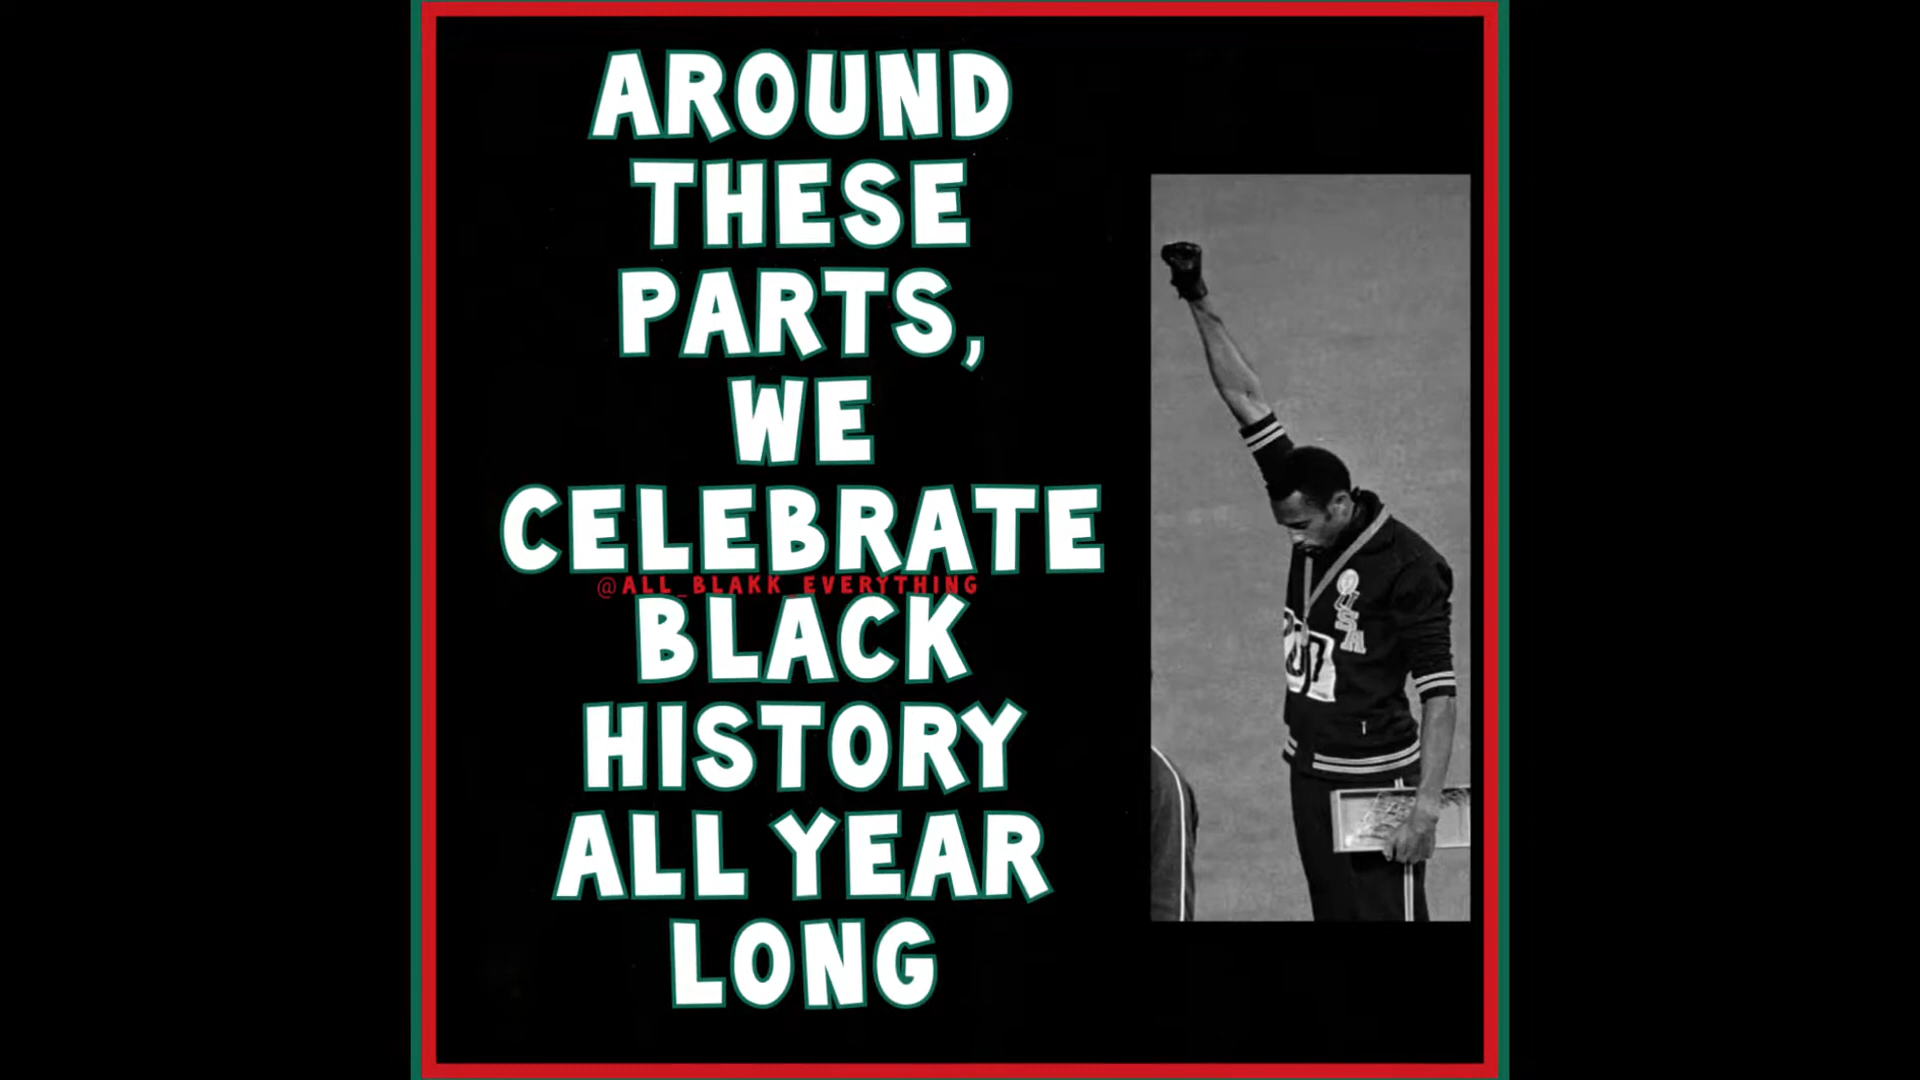 AROUND
THESE
PARTS,
WE
CELEBRATE
@ALL_BLAKK_EVERYTHING
BLACK
HISTORY
ALL YEAR
LONG
USA